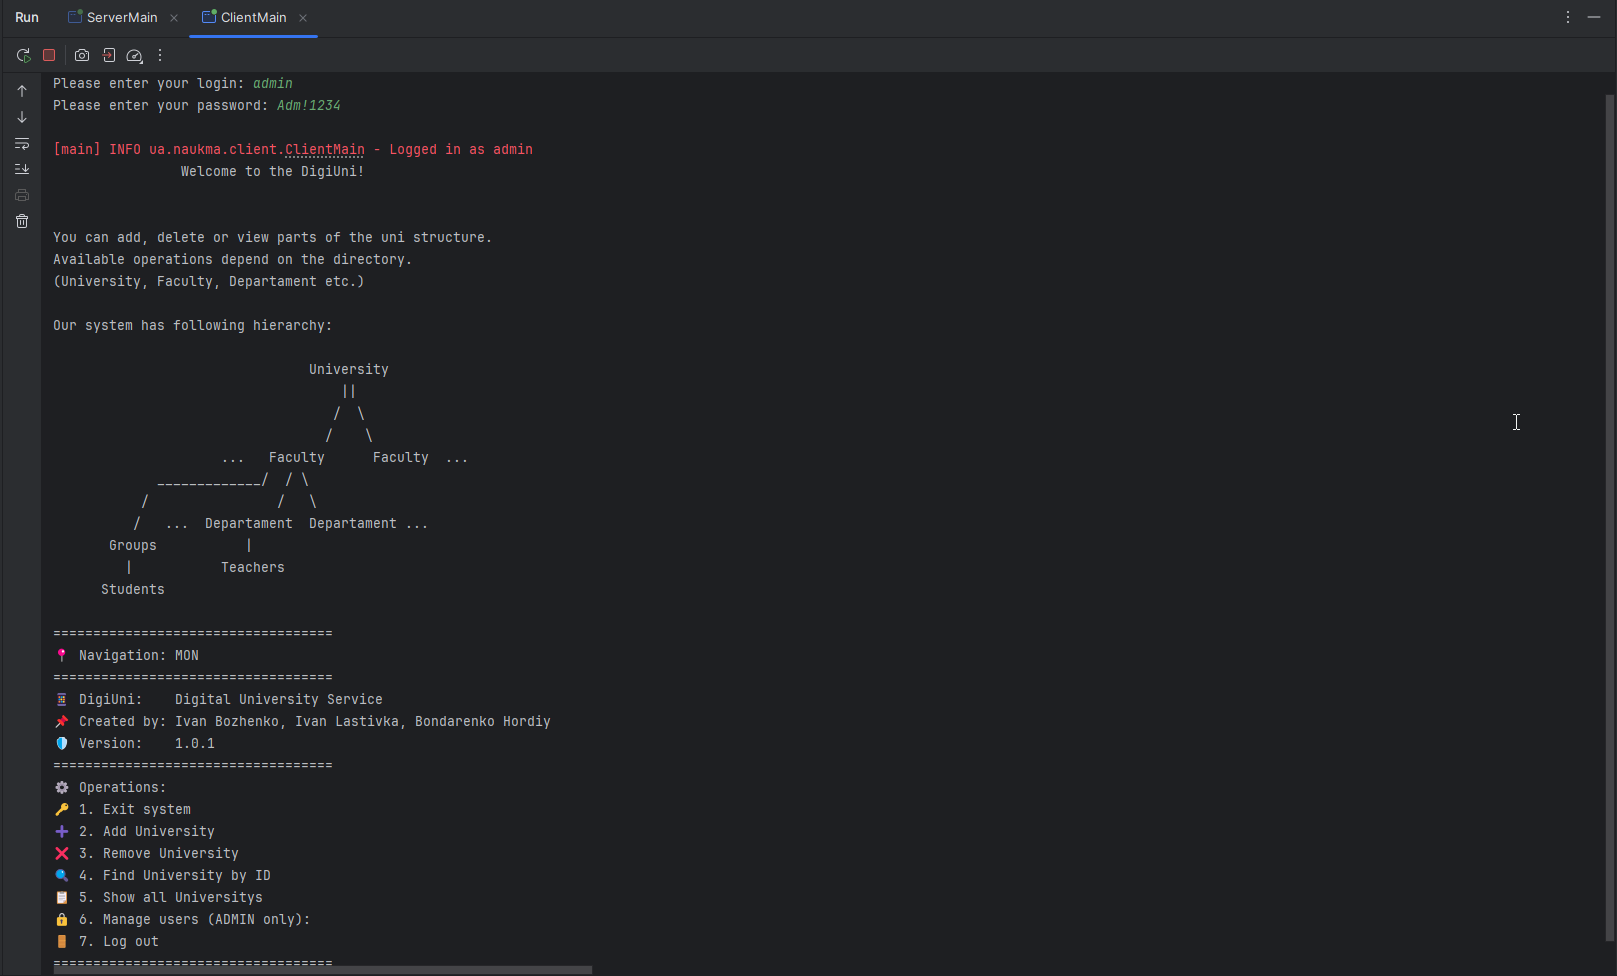 Run ServerMain ClientMain
Please enter your login: admin
Please enter your password: Adm!1234
[main] INFO ua.naukma.client.ClientMain - Logged in as admin
Welcome to the DigiUni!
You can add, delete or view parts of the uni structure.
Available operations depend on the directory.
(University, Faculty, Departament etc.)
Our system has following hierarchy:
University
||
/ \
/ \
... Faculty Faculty ...
_____________/ / \
/ / \
/ ... Departament Departament ...
Groups |
| Teachers
Students
===================================
Navigation: MON
===================================
DigiUni: Digital University Service
Created by: Ivan Bozhenko, Ivan Lastivka, Bondarenko Hordiy
Version: 1.0.1
===================================
Operations:
1. Exit system
2. Add University
3. Remove University
4. Find University by ID
5. Show all Universitys
6. Manage users (ADMIN only):
7. Log out
===================================